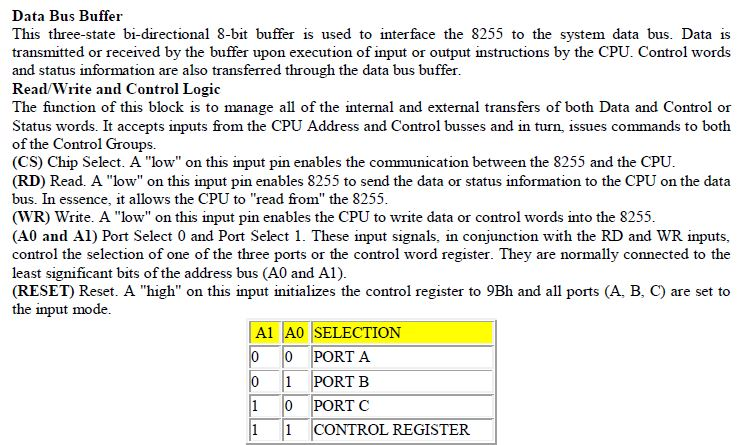 Data Bus Buffer
This three-state bi-directional 8-bit buffer is used to interface the 8255 to the system data bus. Data is
transmitted or received by the buffer upon execution of input or output instructions by the CPU. Control words
and status information are also transferred through the data bus buffer.
Read/Write and Control Logic
The function of this block is to manage all of the internal and external transfers of both Data and Control or
Status words. It accepts inputs from the CPU Address and Control busses and in turn, issues commands to both
of the Control Groups.
(CS) Chip Select. A "low" on this input pin enables the communication between the 8255 and the CPU.
(RD) Read. A "low" on this input pin enables 8255 to send the data or status information to the CPU on the data
bus. In essence, it allows the CPU to "read from" the 8255.
(WR) Write. A "low" on this input pin enables the CPU to write data or control words into the 8255.
(A0 and A1) Port Select 0 and Port Select 1. These input signals, in conjunction with the RD and WR inputs,
control the selection of one of the three ports or the control word register. They are normally connected to the
least significant bits of the address bus (A0 and A1).
(RESET) Reset. A "high" on this input initializes the control register to 9Bh and all ports (A, B, C) are set to
the input mode.
A1 A0 SELECTION
0 0 PORT A
0 1 PORT B
1 0 PORT C
1 1 CONTROL REGISTER